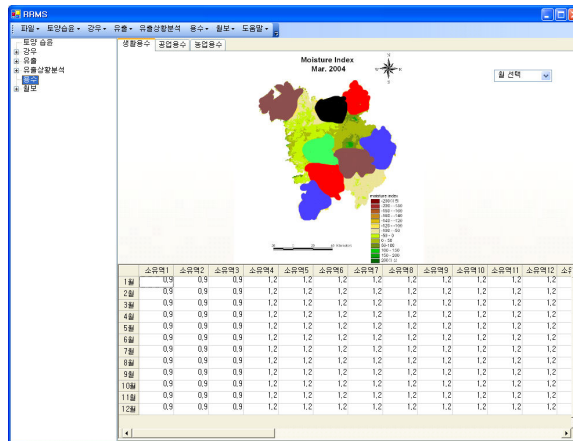 RRMS
파일 토양습윤 강우 유출 유출상황분석 용수 월보 도움말
토양 습윤
강우
유출
유출상황분석
용수
월보
생활용수 공업용수 농업용수
Moisture Index
Mar. 2004
월 선택
moisture index
소유역1 소유역2 소유역3 소유역4 소유역5 소유역6 소유역7 소유역8 소유역9 소유역10 소유역11 소유역12
1월 0,9 0,9 0,9 1,2 1,2 1,2 1,2 1,2 1,2 1,2 1,2 1,2
2월 0,9 0,9 0,9 1,2 1,2 1,2 1,2 1,2 1,2 1,2 1,2 1,2
3월 0,9 0,9 0,9 1,2 1,2 1,2 1,2 1,2 1,2 1,2 1,2 1,2
4월 0,9 0,9 0,9 1,2 1,2 1,2 1,2 1,2 1,2 1,2 1,2 1,2
5월 0,9 0,9 0,9 1,2 1,2 1,2 1,2 1,2 1,2 1,2 1,2 1,2
6월 0,9 0,9 0,9 1,2 1,2 1,2 1,2 1,2 1,2 1,2 1,2 1,2
7월 0,9 0,9 0,9 1,2 1,2 1,2 1,2 1,2 1,2 1,2 1,2 1,2
8월 0,9 0,9 0,9 1,2 1,2 1,2 1,2 1,2 1,2 1,2 1,2 1,2
9월 0,9 0,9 0,9 1,2 1,2 1,2 1,2 1,2 1,2 1,2 1,2 1,2
10월 0,9 0,9 0,9 1,2 1,2 1,2 1,2 1,2 1,2 1,2 1,2 1,2
11월 0,9 0,9 0,9 1,2 1,2 1,2 1,2 1,2 1,2 1,2 1,2 1,2
12월 0,9 0,9 0,9 1,2 1,2 1,2 1,2 1,2 1,2 1,2 1,2 1,2